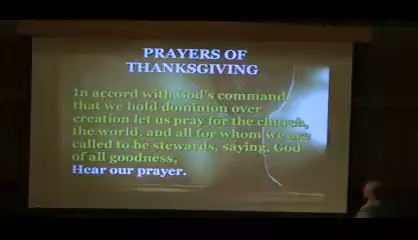 PRAYERS OF
THANKSGIVING
In accord with God's command
that we hold dominion over
creation let us pray for the church,
the world, and all for whom we are
called to be stewards, saying, God
of all goodness,
Hear our prayer.